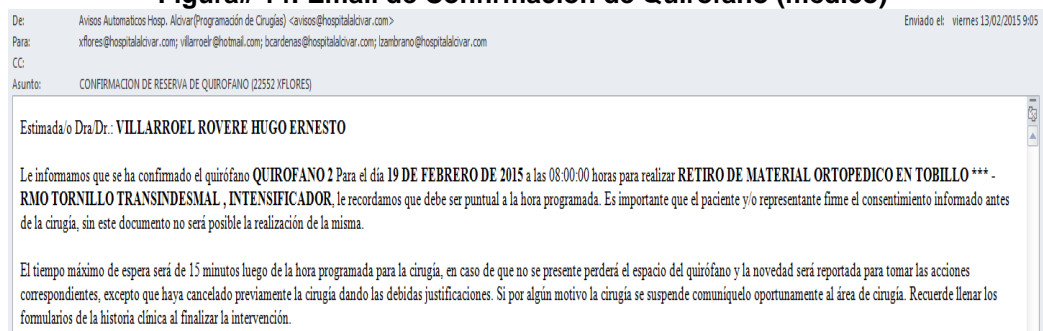 Figura# 14: Email de Confirmación de Quirófano (médico)
De: Avisos Automaticos Hosp. Alcivar(Programación de Cirugías) <avisos@hospitalalcivar.com> Enviado el: viernes 13/02/2015 9:05
Para: xflores@hospitalalcivar.com; villarroelr@hotmail.com; bcardenas@hospitalalcivar.com; lzambrano@hospitalalcivar.com
CC:
Asunto: CONFIRMACION DE RESERVA DE QUIROFANO (22552 XFLORES)
Estimada/o Dra/Dr.: VILLARROEL ROVERE HUGO ERNESTO
Le informamos que se ha confirmado el quirófano QUIROFANO 2 Para el día 19 DE FEBRERO DE 2015 a las 08:00:00 horas para realizar RETIRO DE MATERIAL ORTOPEDICO EN TOBILLO *** -
RMO TORNILLO TRANSINDESMAL , INTENSIFICADOR, le recordamos que debe ser puntual a la hora programada. Es importante que el paciente y/o representante firme el consentimiento informado antes
de la cirugía, sin este documento no será posible la realización de la misma.
El tiempo máximo de espera será de 15 minutos luego de la hora programada para la cirugía, en caso de que no se presente perderá el espacio del quirófano y la novedad será reportada para tomar las acciones
correspondientes, excepto que haya cancelado previamente la cirugía dando las debidas justificaciones. Si por algún motivo la cirugía se suspende comuníquelo oportunamente al área de cirugía. Recuerde llenar los
formularios de la historia clínica al finalizar la intervención.